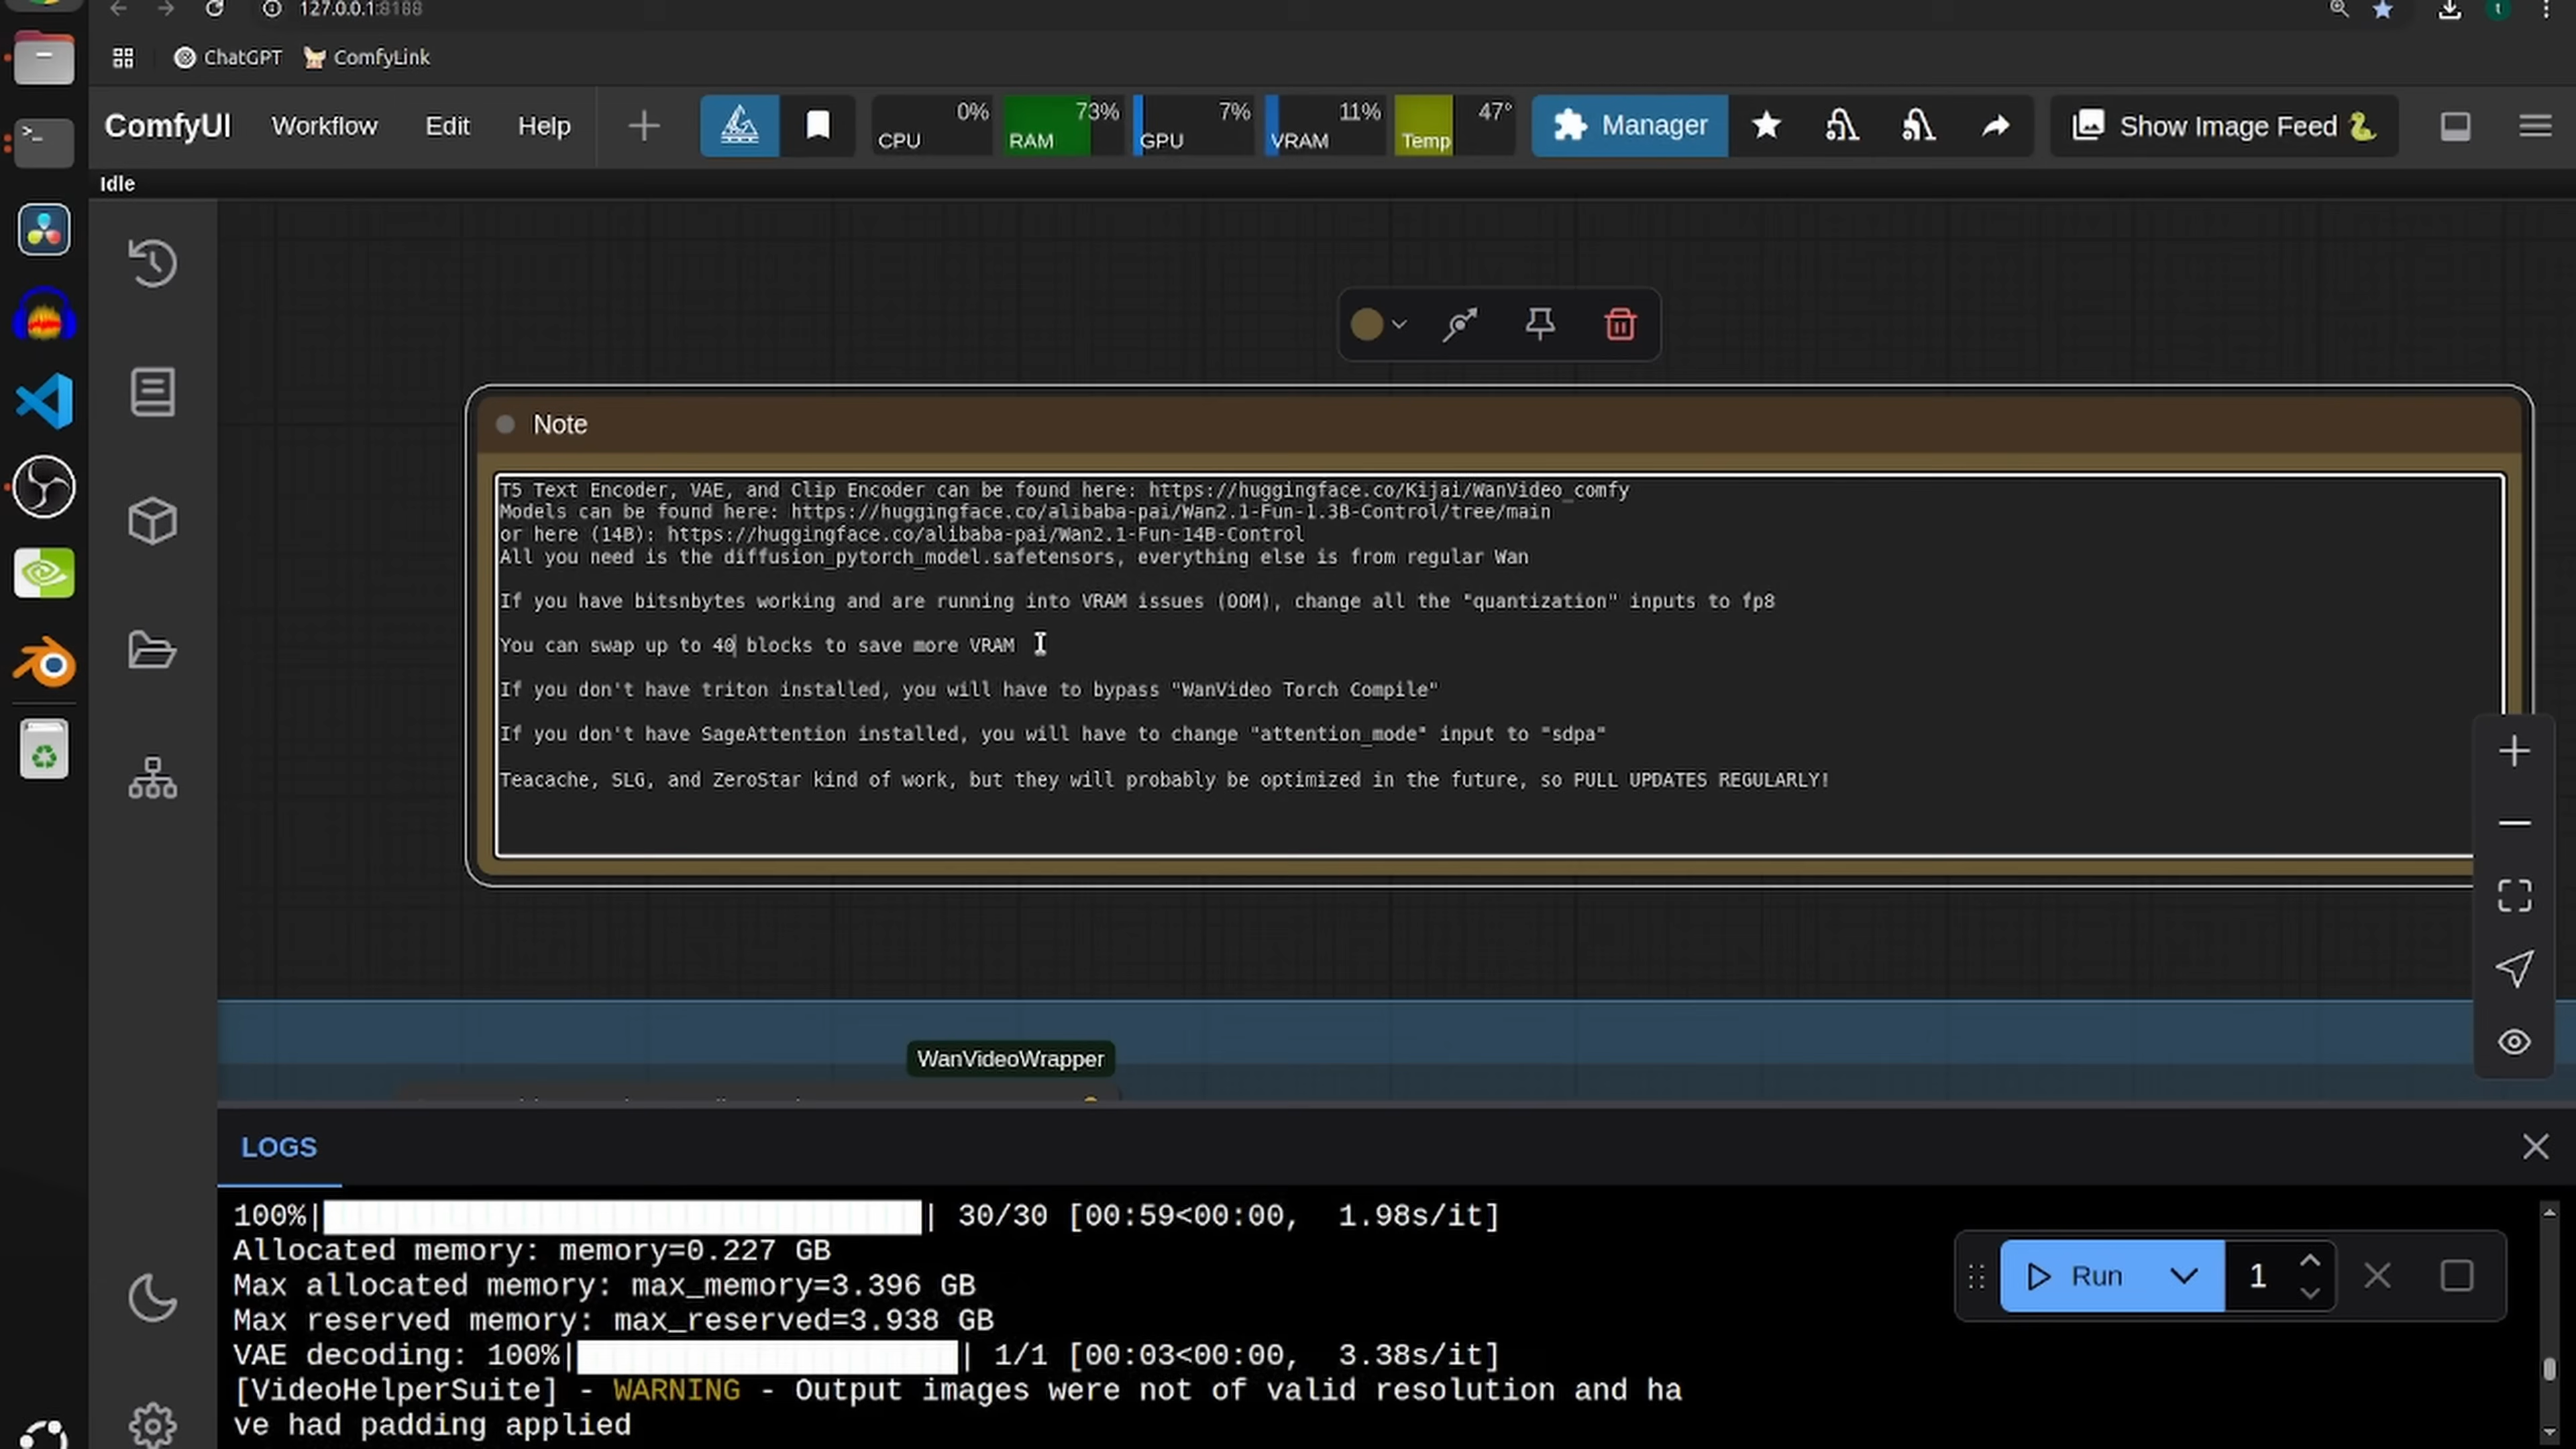 127.0.0.1:8188
ChatGPT ComfyLink
ComfyUI Workflow Edit Help
CPU 0% RAM 73% GPU 7% VRAM 11% Temp 47°
Manager
Show Image Feed
Idle
Note
T5 Text Encoder, VAE, and Clip Encoder can be found here: https://huggingface.co/Kijai/WanVideo_comfy
Models can be found here: https://huggingface.co/alibaba-pai/Wan2.1-Fun-1.3B-Control/tree/main
or here (14B): https://huggingface.co/alibaba-pai/Wan2.1-Fun-14B-Control
All you need is the diffusion_pytorch_model.safetensors, everything else is from regular Wan
If you have bitsnbytes working and are running into VRAM issues (OOM), change all the "quantization" inputs to fp8
You can swap up to 40 blocks to save more VRAM
If you don't have triton installed, you will have to bypass "WanVideo Torch Compile"
If you don't have SageAttention installed, you will have to change "attention_mode" input to "sdpa"
Teacache, SLG, and ZeroStar kind of work, but they will probably be optimized in the future, so PULL UPDATES REGULARLY!
WanVideoWrapper
LOGS
100%| | 30/30 [00:59<00:00, 1.98s/it]
Allocated memory: memory=0.227 GB
Max allocated memory: max_memory=3.396 GB
Max reserved memory: max_reserved=3.938 GB
VAE decoding: 100%| | 1/1 [00:03<00:00, 3.38s/it]
[VideoHelperSuite] - WARNING - Output images were not of valid resolution and ha
ve had padding applied
Run 1